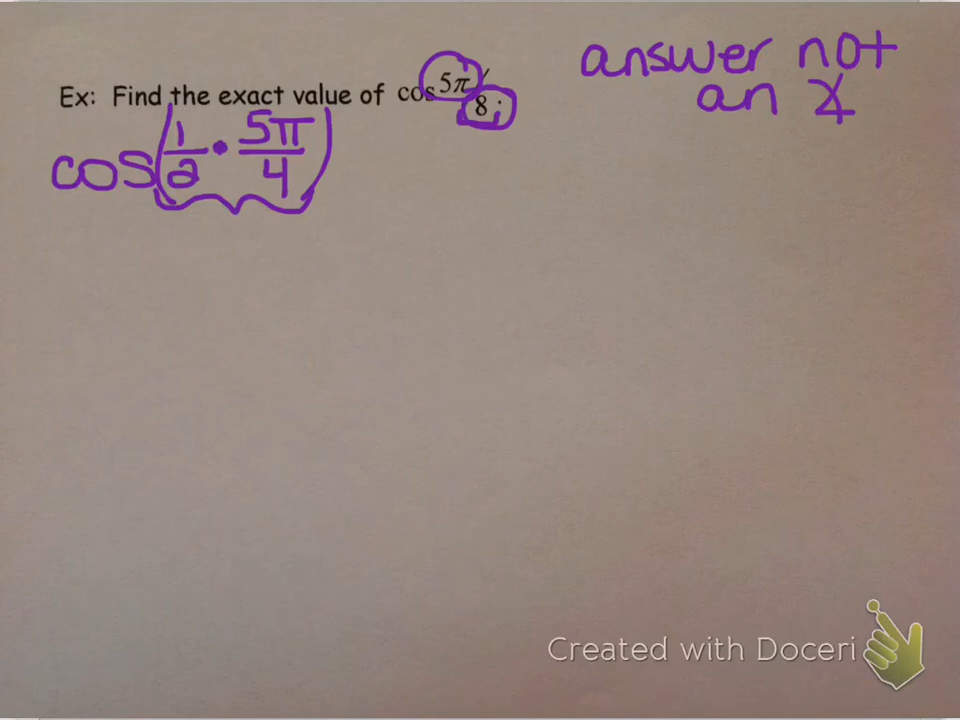 Ex: Find the exact value of cos 5π/8.
answer not
an ∡
cos(1/2 • 5π/4)
Created with Doceri